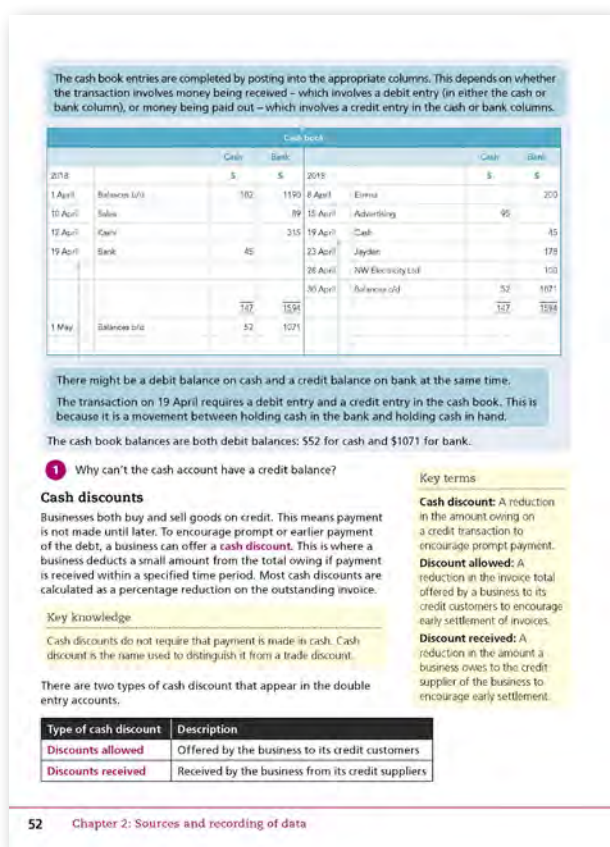 The cash book entries are completed by posting into the appropriate columns. This depends on whether
the transaction involves money being received – which involves a debit entry (in either the cash or
bank column), or money being paid out – which involves a credit entry in the cash or bank columns.
Cash book
Cash Bank Cash Bank
2018 $ $ $ $
1 April Balances b/d 102 1190 8 April 200
10 April Sales 89 15 April Advertising 95
12 April 315 19 April Cash 45
19 April Bank 45 23 April Jayden 178
26 April NW Electricity Ltd 100
30 April Balances c/d 52 1071
147 1594 147 1594
1 May Balances b/d 52 1071
There might be a debit balance on cash and a credit balance on bank at the same time.
The transaction on 19 April requires a debit entry and a credit entry in the cash book. This is
because it is a movement between holding cash in the bank and holding cash in hand.
The cash book balances are both debit balances: $52 for cash and $1071 for bank.
1 Why can't the cash account have a credit balance?
Cash discounts
Businesses both buy and sell goods on credit. This means payment
is not made until later. To encourage prompt or earlier payment
of the debt, a business can offer a cash discount. This is where a
business deducts a small amount from the total owing if payment
is received within a specified time period. Most cash discounts are
calculated as a percentage reduction on the outstanding invoice.
Key knowledge
Cash discounts do not require that payment is made in cash. Cash
discount is the name used to distinguish it from a trade discount.
There are two types of cash discount that appear in the double
entry accounts.
Type of cash discount Description
Discounts allowed Offered by the business to its credit customers
Discounts received Received by the business from its credit suppliers
Key terms
Cash discount: A reduction
in the amount owing on
a credit transaction to
encourage prompt payment.
Discount allowed: A
reduction in the invoice total
offered by a business to its
credit customers to encourage
early settlement of invoices.
Discount received: A
reduction in the amount a
business owes to the credit
supplier of the business to
encourage early settlement.
52 Chapter 2: Sources and recording of data